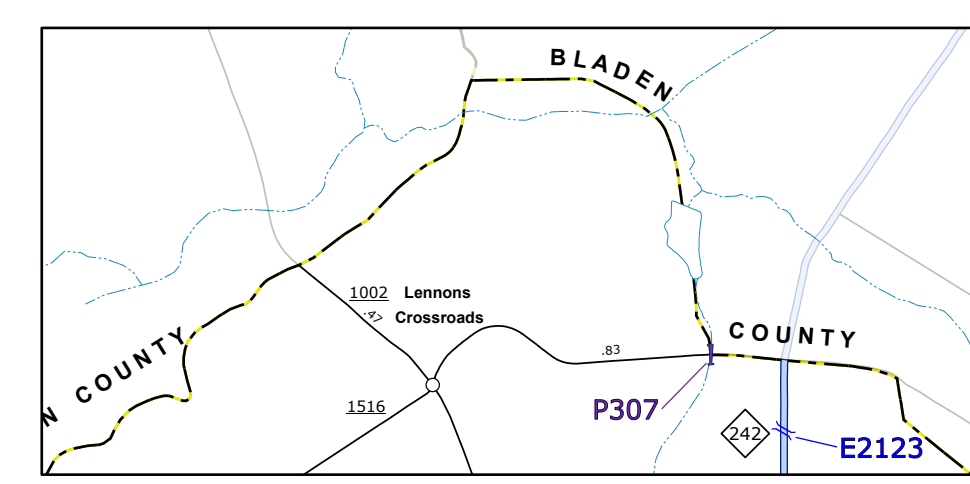 BLADEN
1002 Lennons
.47 Crossroads
COUNTY
.83
N COUNTY
P307
1516
242
E2123